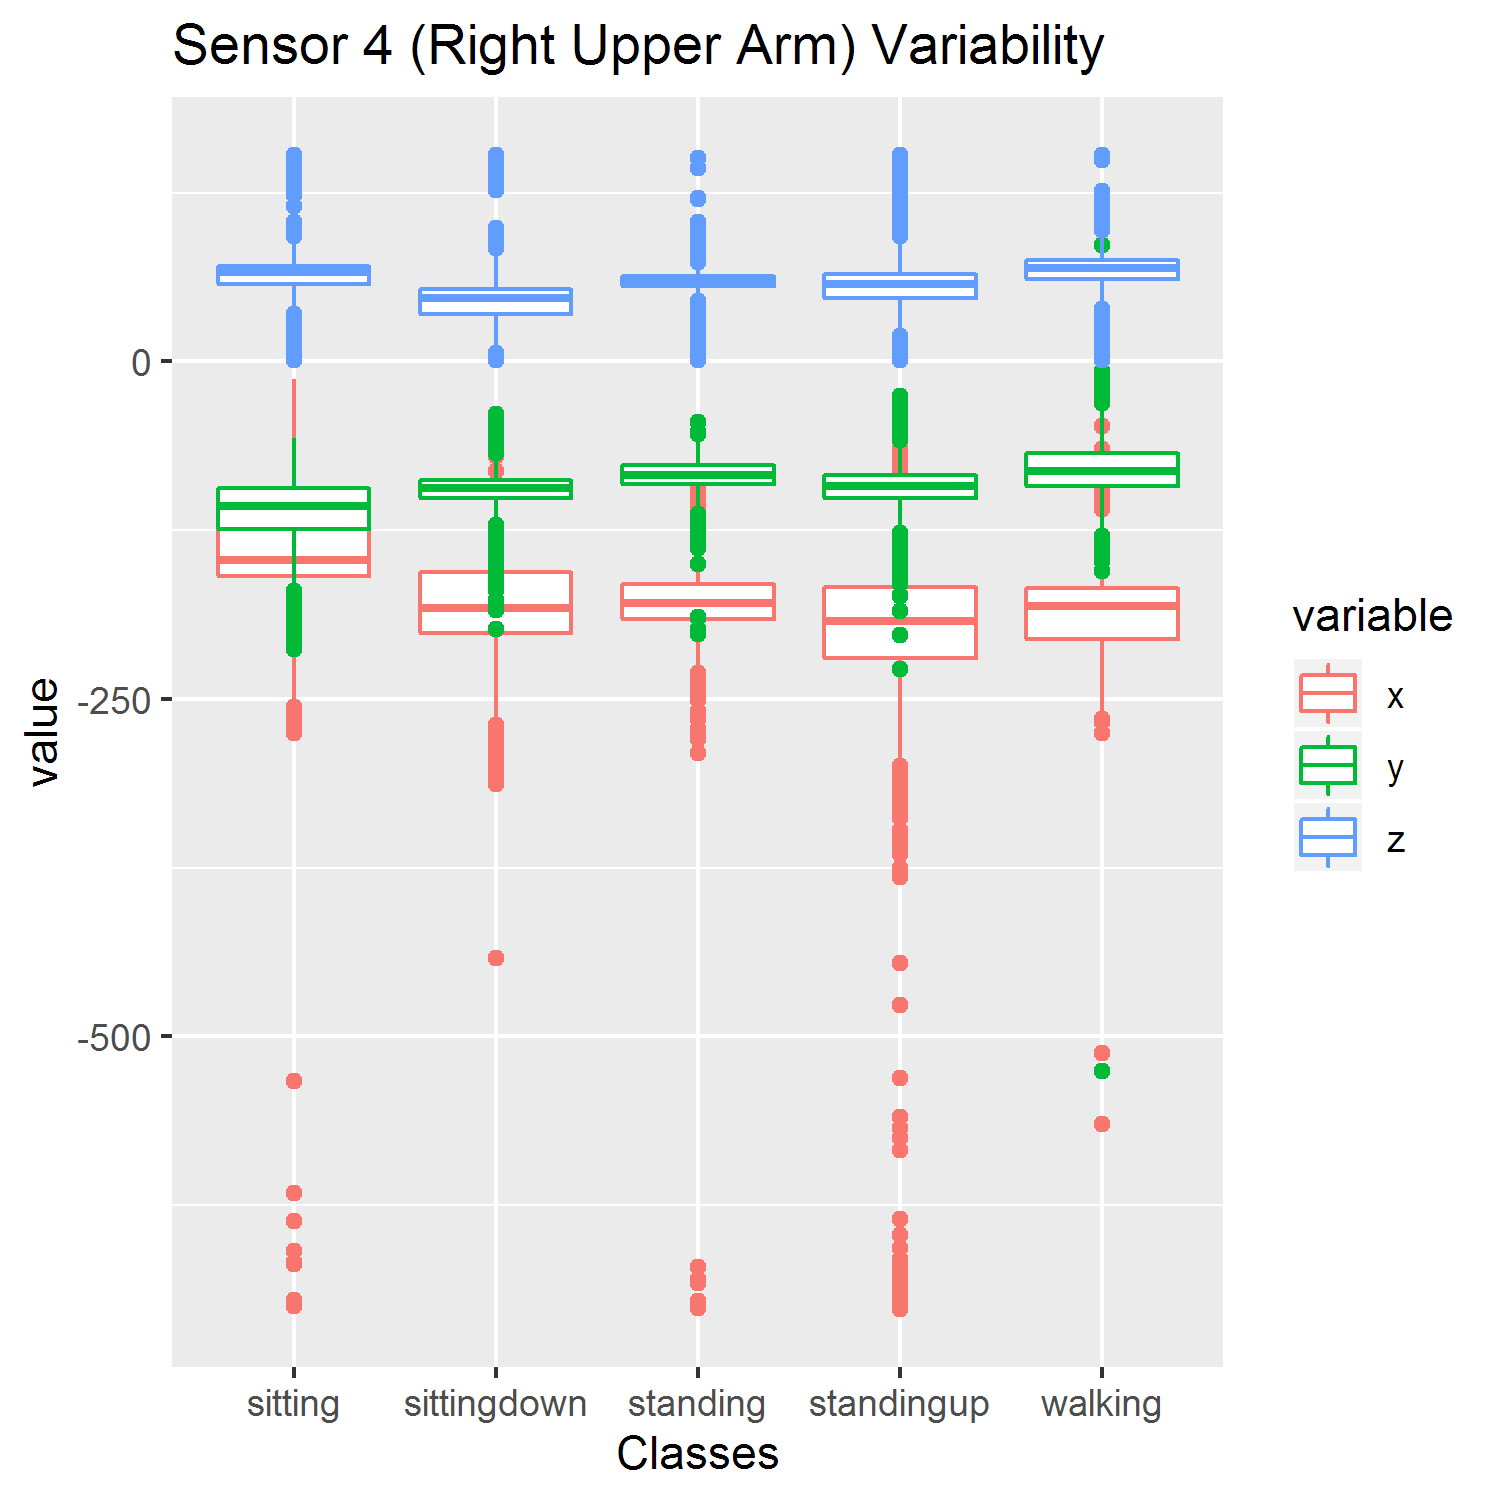 Sensor 4 (Right Upper Arm) Variability
value
0
-250
-500
sitting sittingdown standing standingup walking
Classes
variable
x
y
z